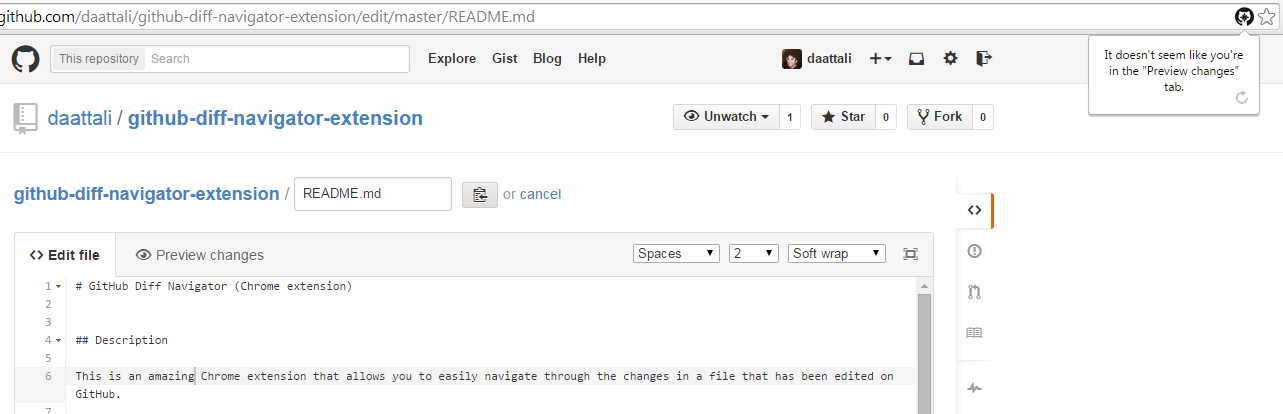 github.com/daattali/github-diff-navigator-extension/edit/master/README.md
This repository Search Explore Gist Blog Help daattali
It doesn't seem like you're
in the "Preview changes"
tab.
daattali / github-diff-navigator-extension Unwatch 1 Star 0 Fork 0
github-diff-navigator-extension / README.md or cancel
<> Edit file Preview changes Spaces 2 Soft wrap
1 # GitHub Diff Navigator (Chrome extension)
2
3
4 ## Description
5
6 This is an amazing Chrome extension that allows you to easily navigate through the changes in a file that has been edited on
GitHub.
7